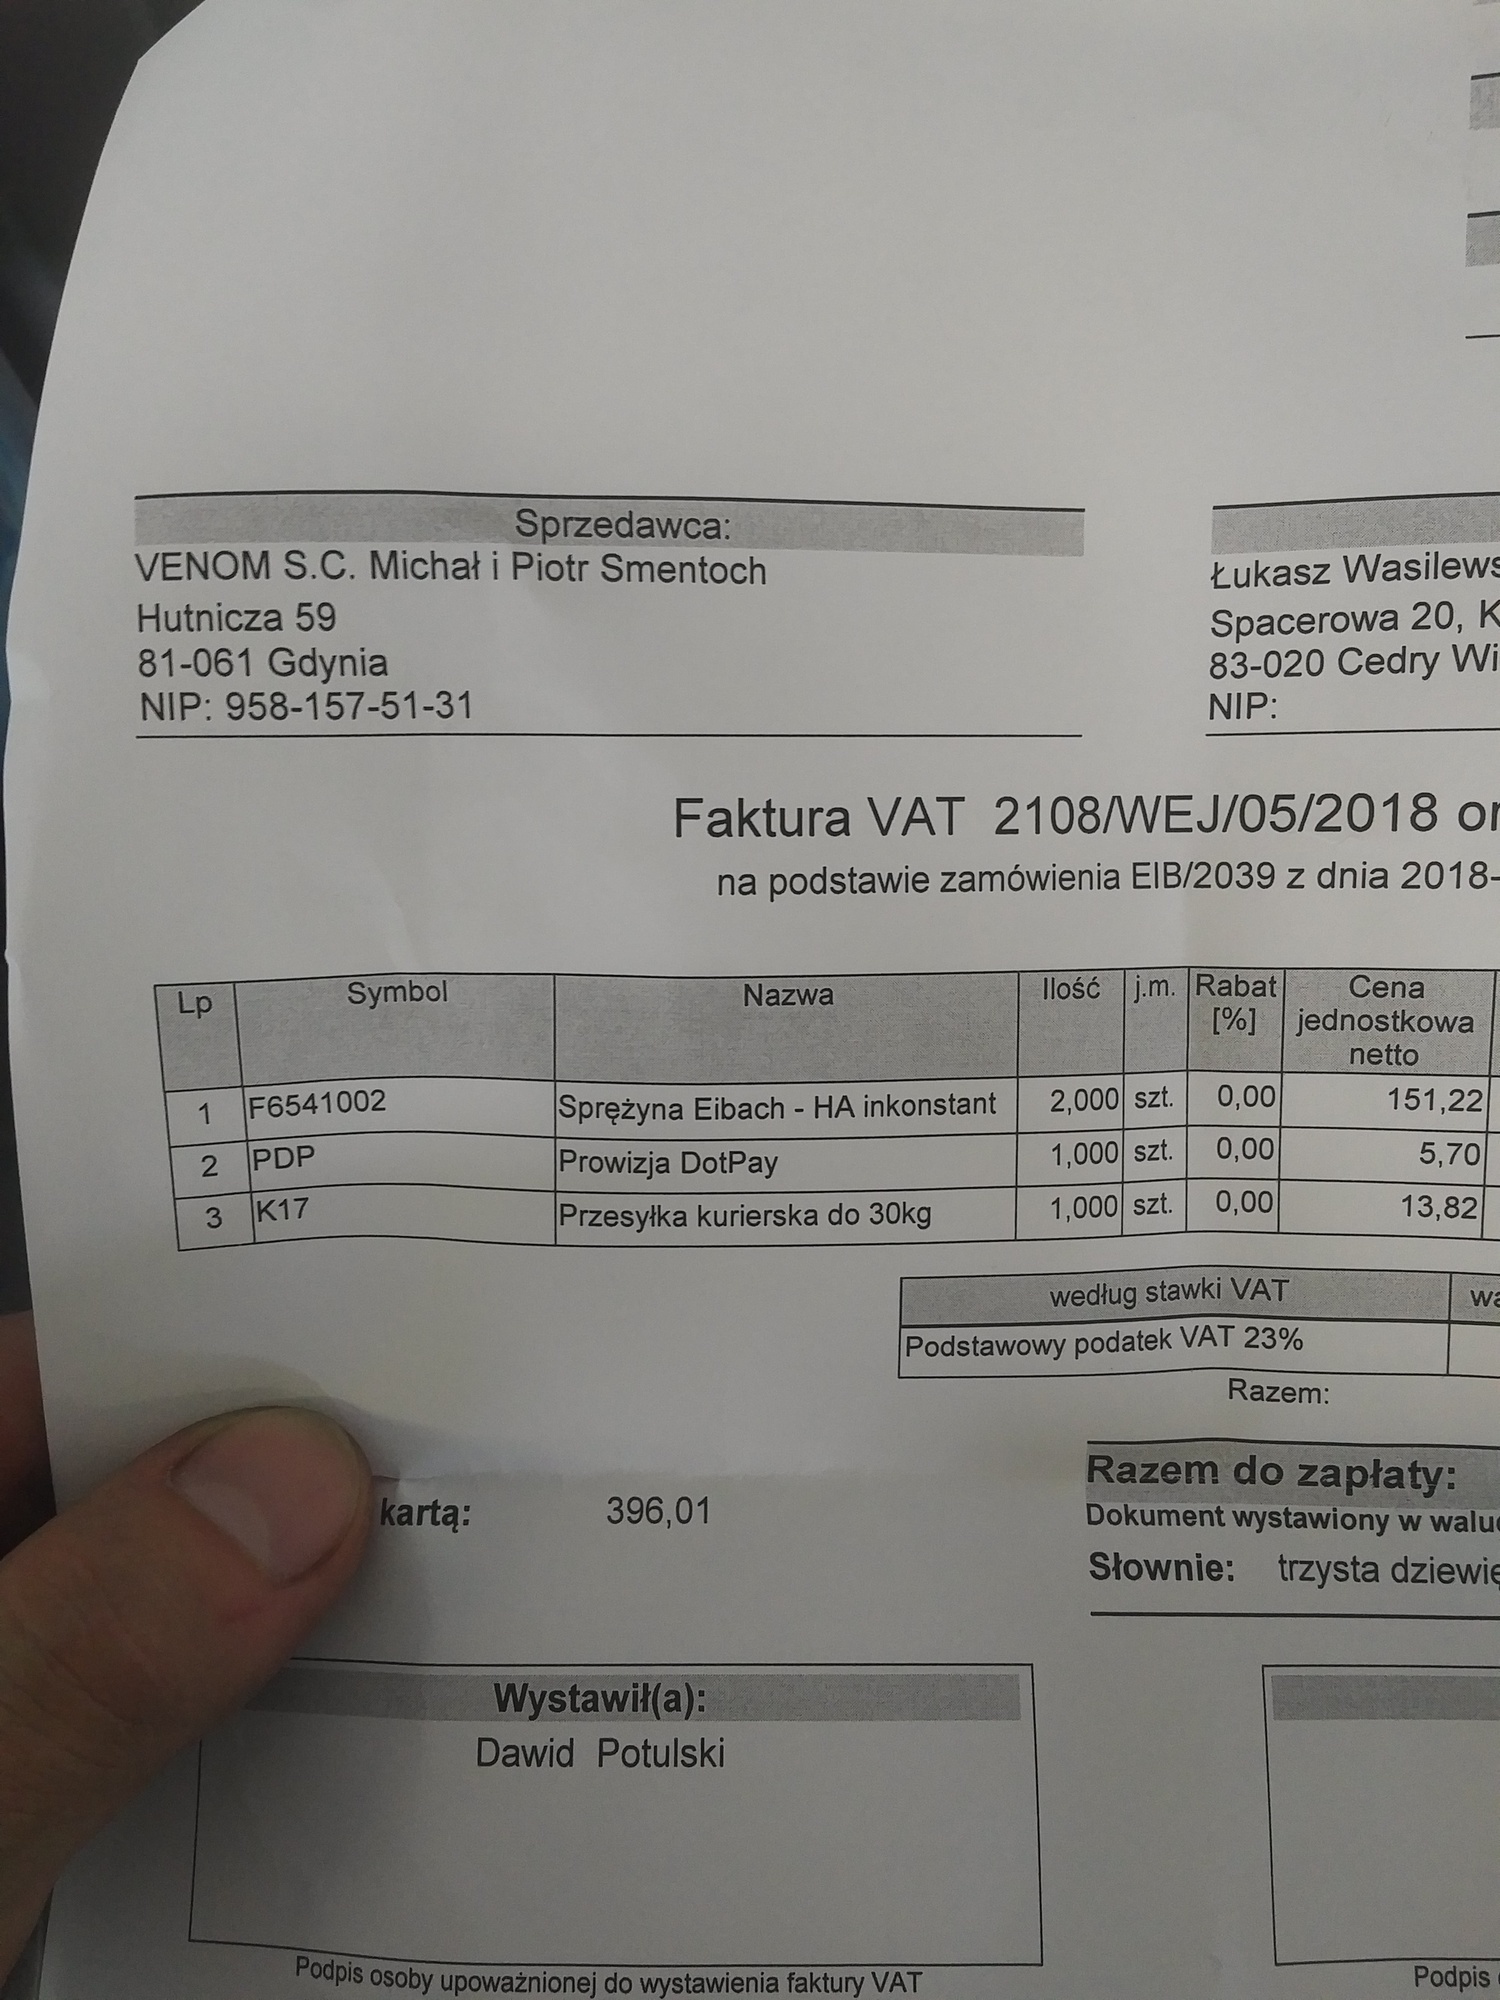 Sprzedawca:
VENOM S.C. Michał i Piotr Smentoch
Hutnicza 59
81-061 Gdynia
NIP: 958-157-51-31
Łukasz
Spacerowa 20,
83-020 Cedry
NIP:
Faktura VAT 2108/WEJ/05/2018
na podstawie zamówienia EIB/2039 z dnia 2018-
Lp Symbol Nazwa Ilość j.m. Rabat [%] Cena jednostkowa netto
1 F6541002 Sprężyna Eibach - HA inkonstant 2,000 szt. 0,00 151,22
2 PDP Prowizja DotPay 1,000 szt. 0,00 5,70
3 K17 Przesyłka kurierska do 30kg 1,000 szt. 0,00 13,82
według stawki VAT
Podstawowy podatek VAT 23%
Razem:
kartą: 396,01
Razem do zapłaty:
Dokument wystawiony w
Słownie: trzysta
Wystawił(a):
Dawid Potulski
Podpis osoby upoważnionej do wystawienia faktury VAT
Podpis